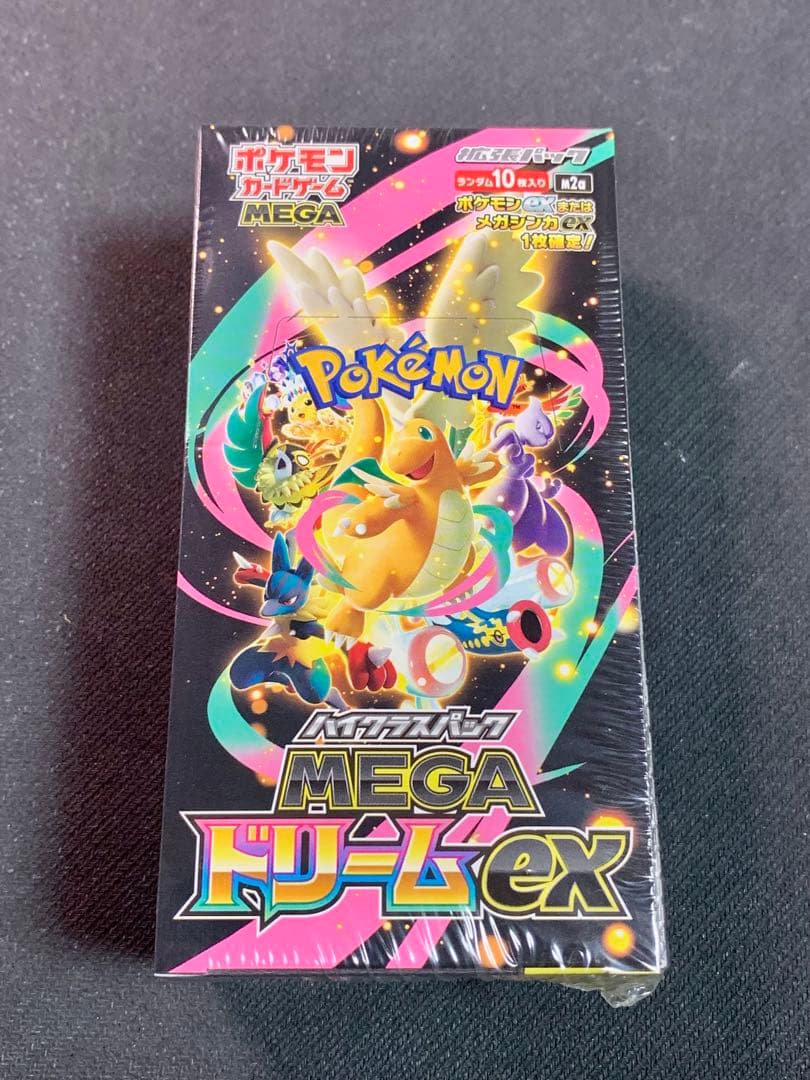 ポケモン
カードゲーム
MEGA
拡張パック
ランダム10枚入り M2a
ポケモンexまたは
メガシンカex
1枚確定!
POKéMON
TM
ハイクラスパック
MEGA
ドリームex